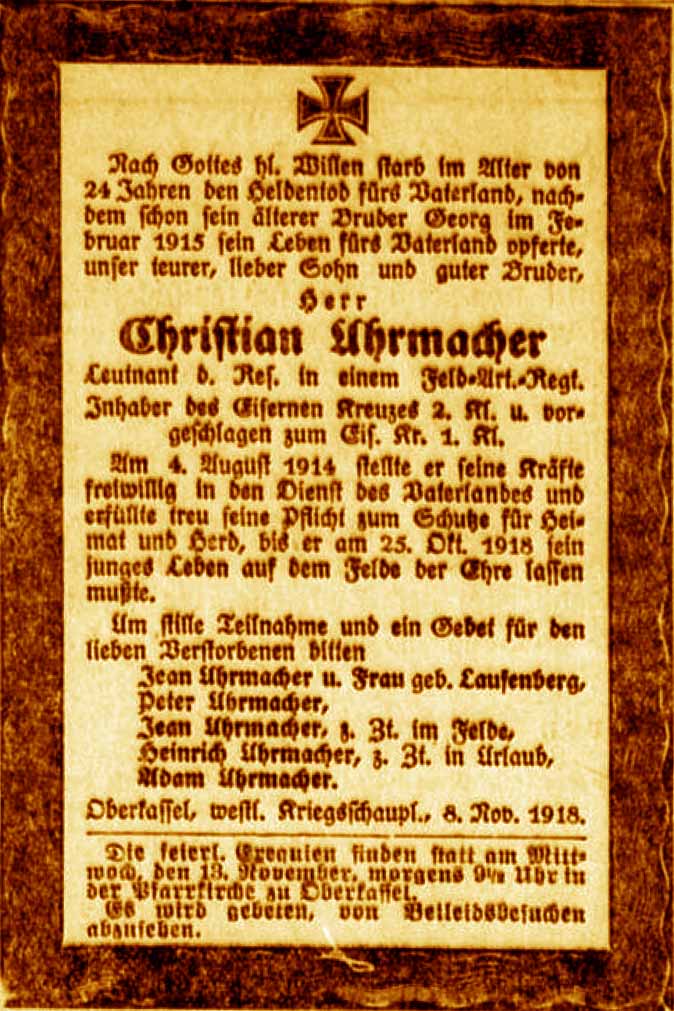 Nach Gottes hl. Willen starb im Alter von
24 Jahren den Heldentod fürs Vaterland, nach-
dem schon sein älterer Bruder Georg im Fe-
bruar 1915 sein Leben fürs Vaterland opferte,
unser teurer, lieber Sohn und guter Bruder,
Herr
Christian Uhrmacher
Leutnant d. Res. in einem Feld-Art.-Regt.
Inhaber des Eisernen Kreuzes 2. Kl. u. vor-
geschlagen zum Eis. Kr. 1. Kl.
Am 4. August 1914 stellte er seine Kräfte
freiwillig in den Dienst des Vaterlandes und
erfüllte treu seine Pflicht zum Schutze für Hei-
mat und Herd, bis er am 25. Okt. 1918 sein
junges Leben auf dem Felde der Ehre lassen
mußte.
Um stille Teilnahme und ein Gebet für den
lieben Verstorbenen bitten
Jean Uhrmacher u. Frau geb. Laufenberg,
Peter Uhrmacher,
Jean Uhrmacher, z. Zt. im Felde,
Heinrich Uhrmacher, z. Zt. in Urlaub,
Adam Uhrmacher.
Oberkassel, westl. Kriegsschaupl., 8. Nov. 1918.
Die feierl. Exequien finden statt am Mitt-
woch, den 13. November, morgens 9½ Uhr in
der Pfarrkirche zu Oberkassel.
Es wird gebeten, von Beileidsbesuchen
abzusehen.